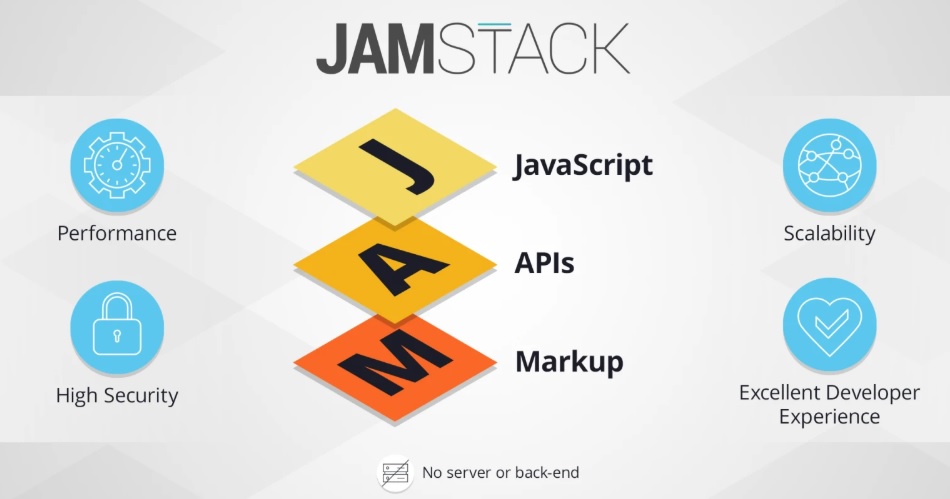 JAMSTACK
Performance
High Security
J
JavaScript
A
APIs
M
Markup
Scalability
Excellent Developer
Experience
No server or back-end